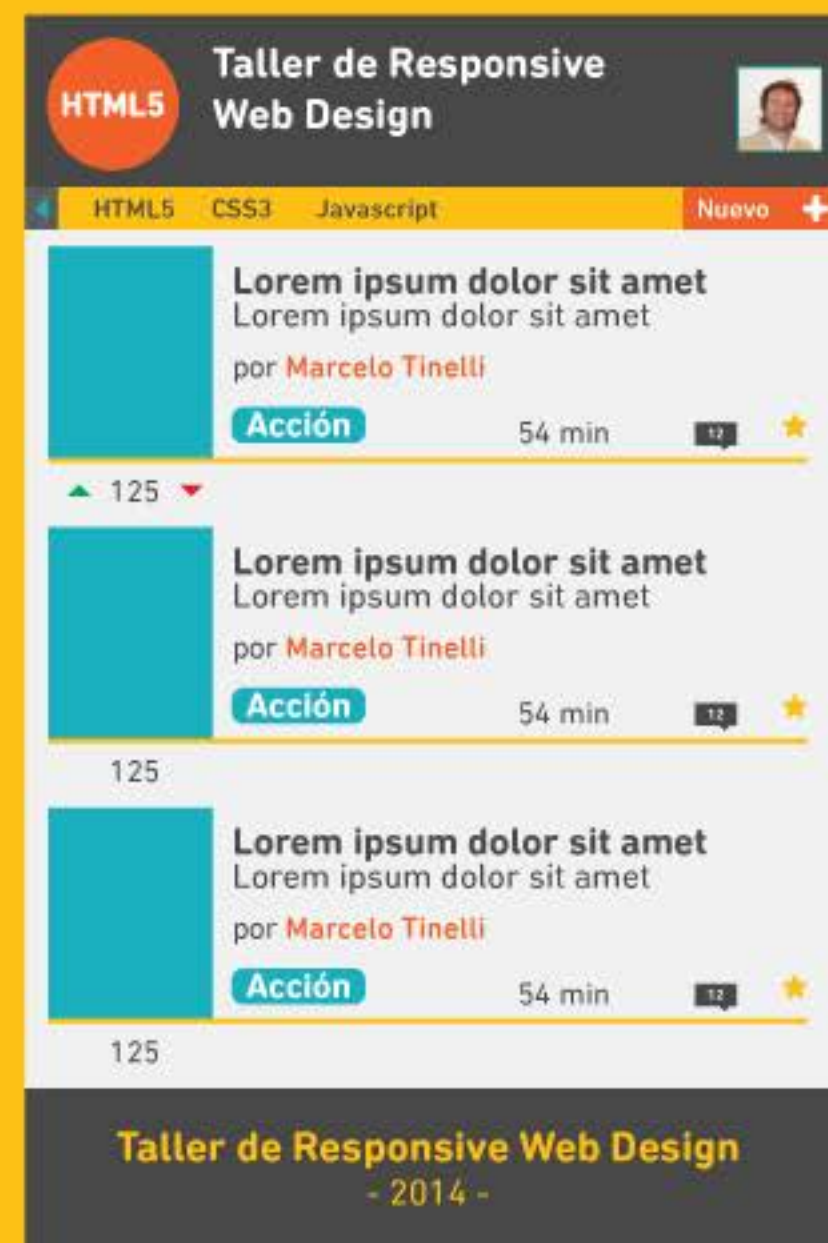 HTML5
Taller de Responsive
Web Design
HTML5 CSS3 Javascript Nuevo
Lorem ipsum dolor sit amet
Lorem ipsum dolor sit amet
por Marcelo Tinelli
Acción 54 min 12
125
Lorem ipsum dolor sit amet
Lorem ipsum dolor sit amet
por Marcelo Tinelli
Acción 54 min 12
125
Lorem ipsum dolor sit amet
Lorem ipsum dolor sit amet
por Marcelo Tinelli
Acción 54 min 12
125
Taller de Responsive Web Design
- 2014 -